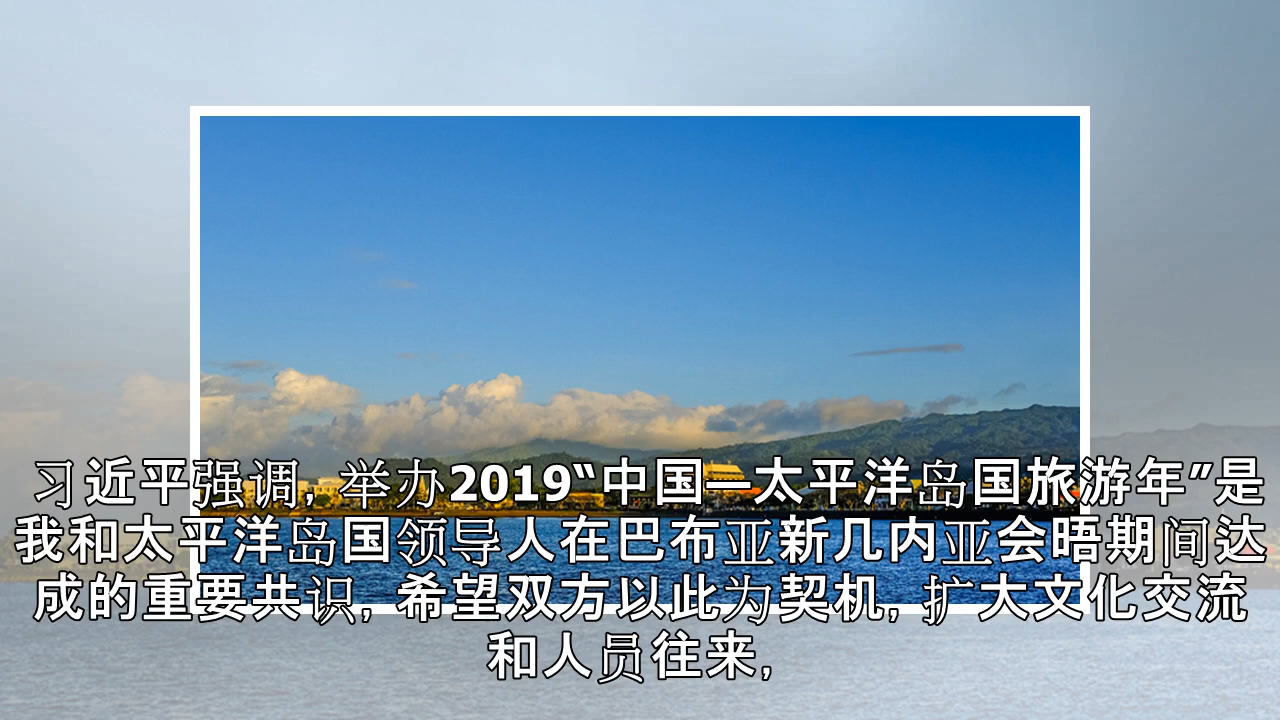 习近平强调,举办2019“中国—太平洋岛国旅游年”是
我和太平洋岛国领导人在巴布亚新几内亚会晤期间达
成的重要共识,希望双方以此为契机,扩大文化交流
和人员往来,